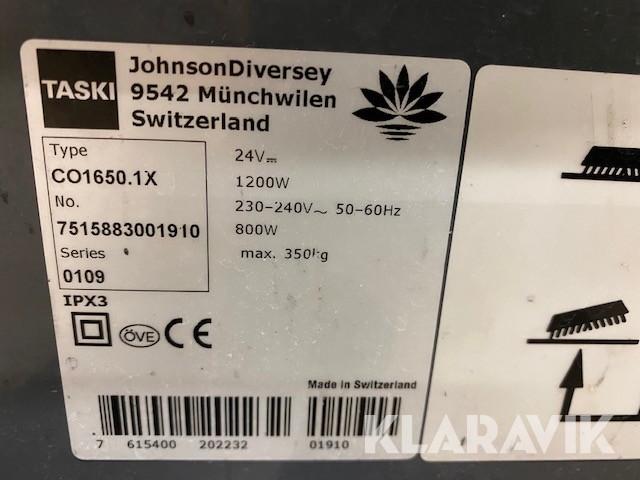 TASKI
JohnsonDiversey
9542 Münchwilen
Switzerland
Type
CO1650.1X
No.
7515883001910
Series
0109
24V⎓
1200W
230-240V~ 50-60Hz
800W
max. 350kg
IPX3
ÖVE CE
Made in Switzerland
7 615400 202232
01910
KLARAVIK